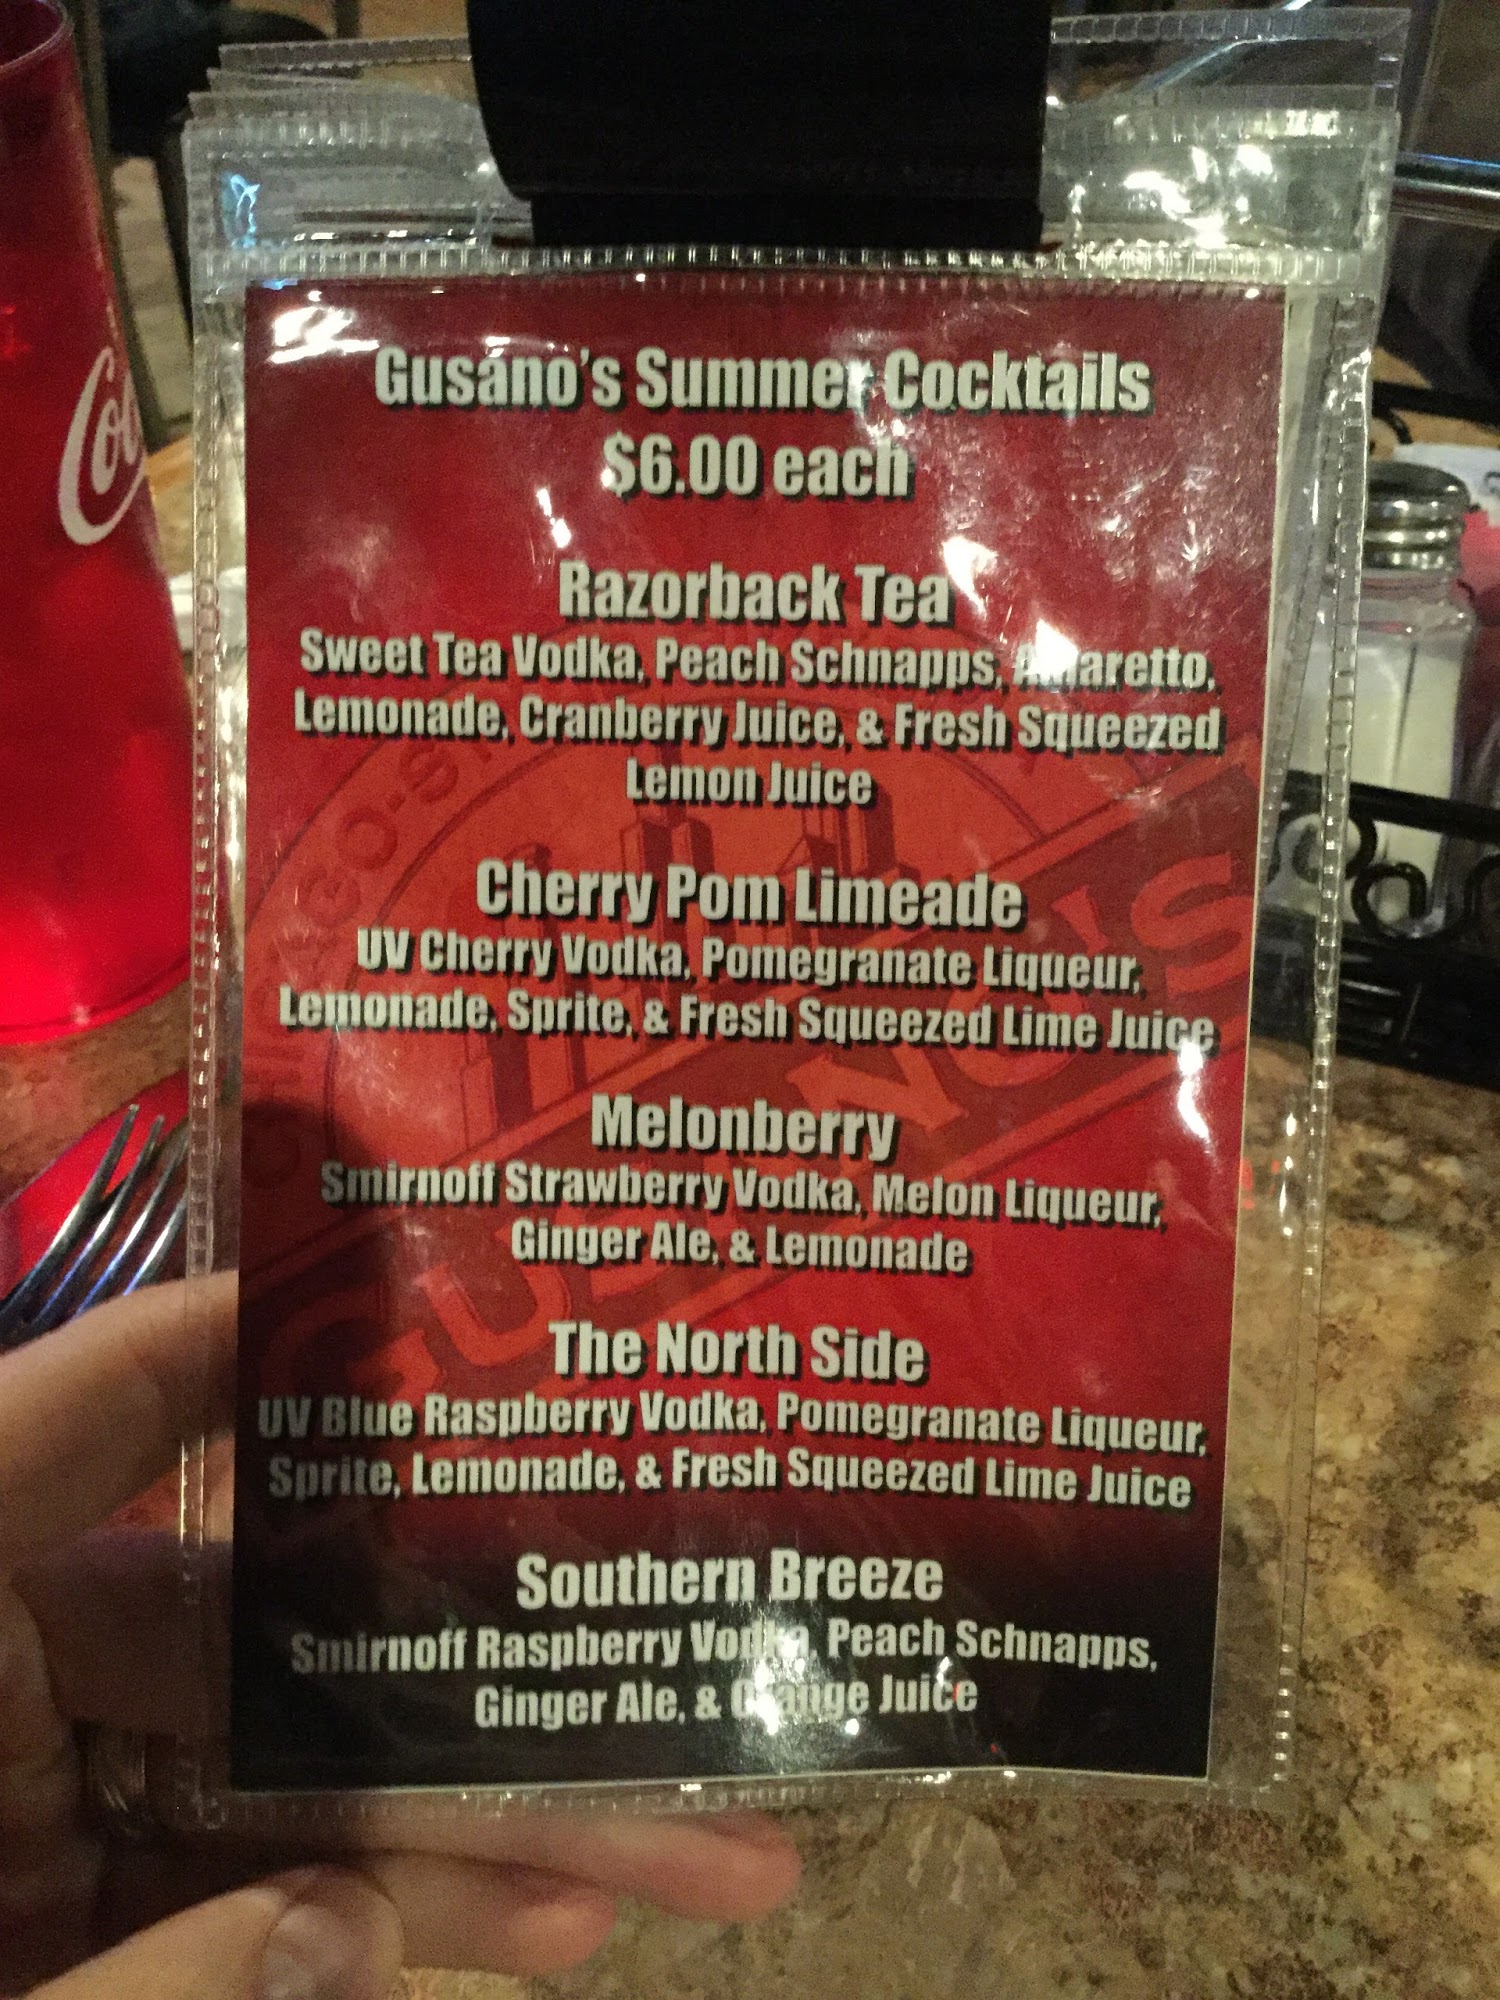 Gusano's Summer Cocktails
$6.00 each
Razorback Tea
Sweet Tea Vodka, Peach Schnapps, Amaretto,
Lemonade, Cranberry Juice, & Fresh Squeezed
Lemon Juice
Cherry Pom Limeade
UV Cherry Vodka, Pomegranate Liqueur,
Lemonade, Sprite, & Fresh Squeezed Lime Juice
Melonberry
Smirnoff Strawberry Vodka, Melon Liqueur,
Ginger Ale, & Lemonade
The North Side
UV Blue Raspberry Vodka, Pomegranate Liqueur,
Sprite, Lemonade, & Fresh Squeezed Lime Juice
Southern Breeze
Smirnoff Raspberry Vodka, Peach Schnapps,
Ginger Ale, & Orange Juice